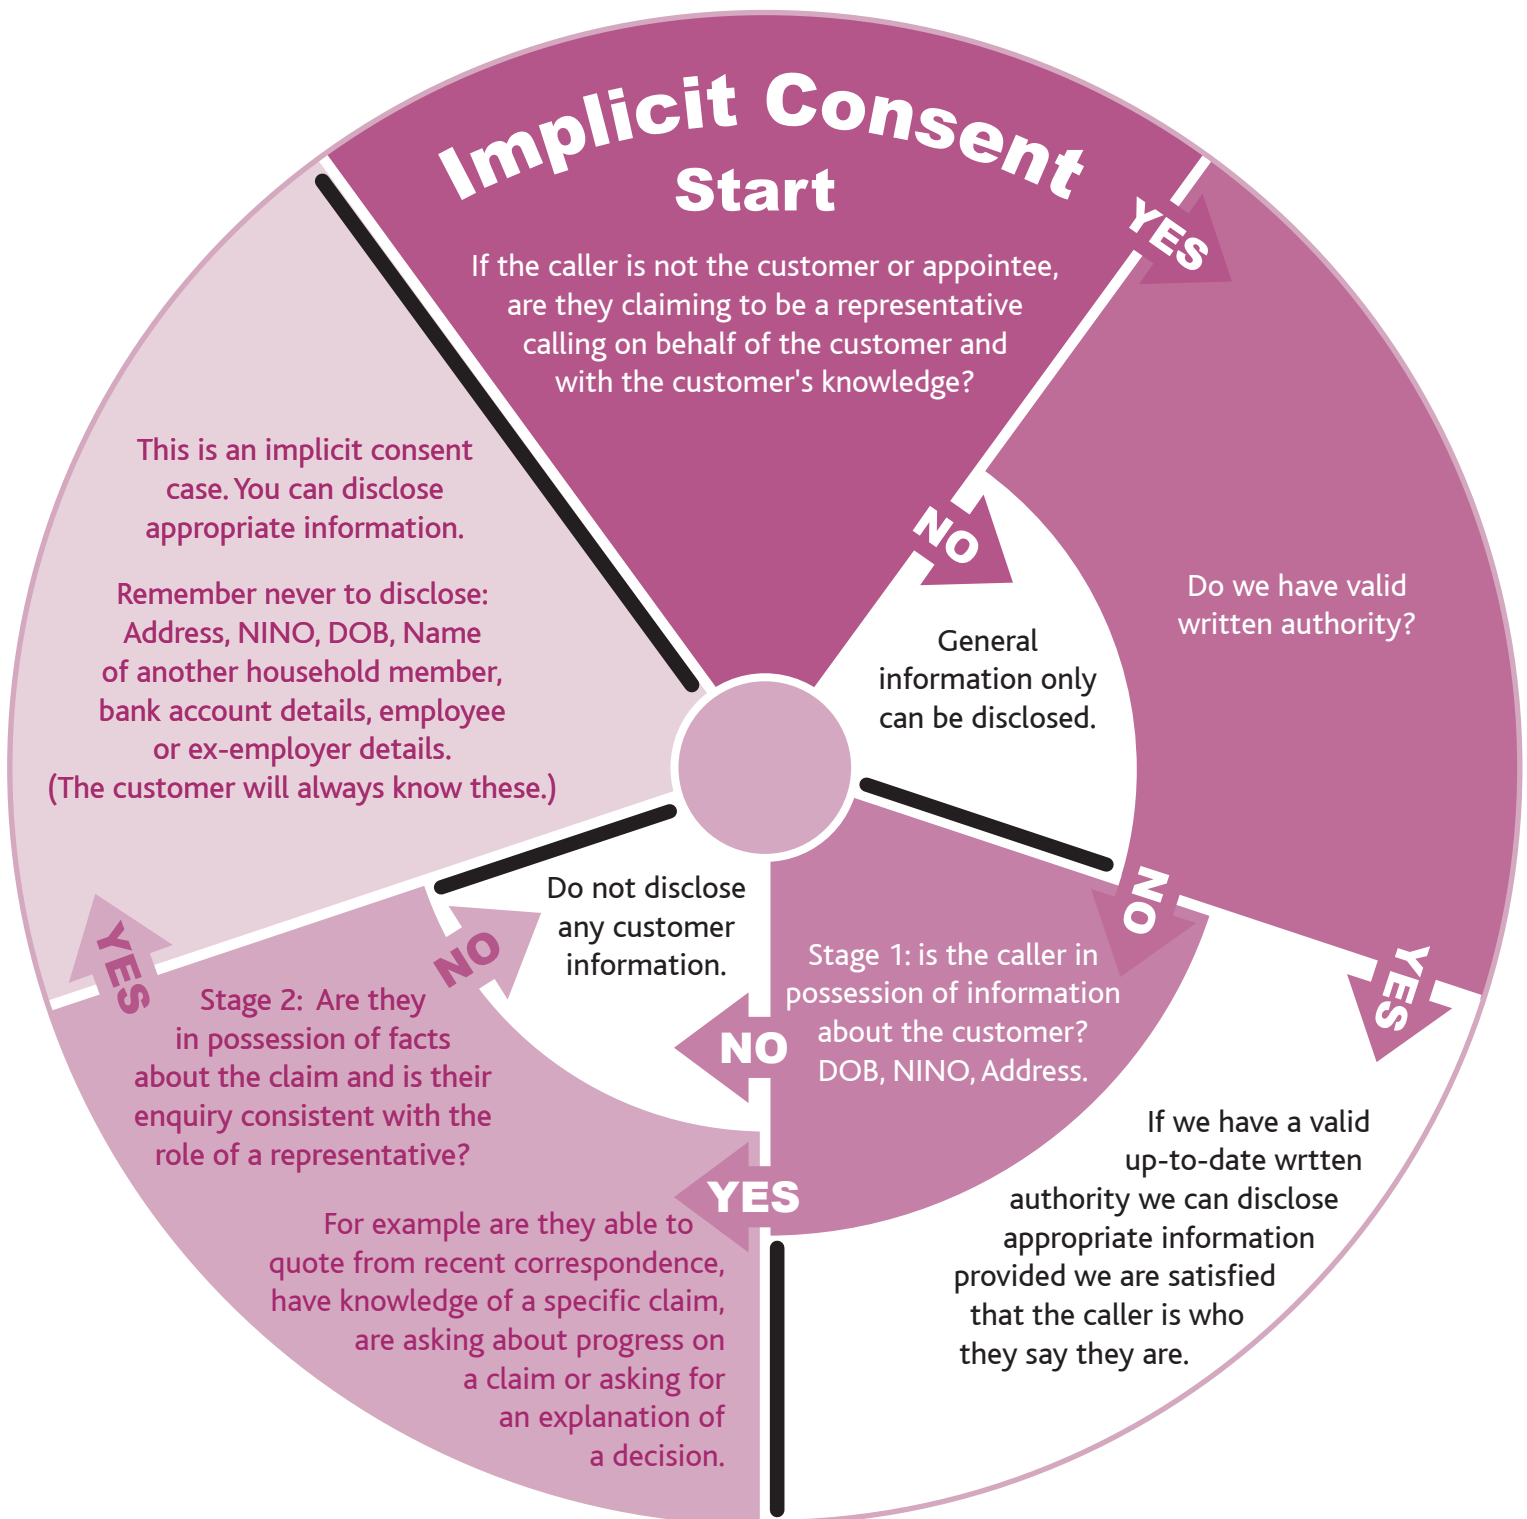 Implicit Consent
Start
If the caller is not the customer or appointee,
are they claiming to be a representative
calling on behalf of the customer and
with the customer's knowledge?
YES
NO
General
information only
can be disclosed.
Do we have valid
written authority?
NO
YES
If we have a valid
up-to-date wrtten
authority we can disclose
appropriate information
provided we are satisfied
that the caller is who
they say they are.
Stage 1: is the caller in
possession of information
about the customer?
DOB, NINO, Address.
NO
YES
Do not disclose
any customer
information.
Stage 2: Are they
in possession of facts
about the claim and is their
enquiry consistent with the
role of a representative?
For example are they able to
quote from recent correspondence,
have knowledge of a specific claim,
are asking about progress on
a claim or asking for
an explanation of
a decision.
NO
YES
This is an implicit consent
case. You can disclose
appropriate information.
Remember never to disclose:
Address, NINO, DOB, Name
of another household member,
bank account details, employee
or ex-employer details.
(The customer will always know these.)